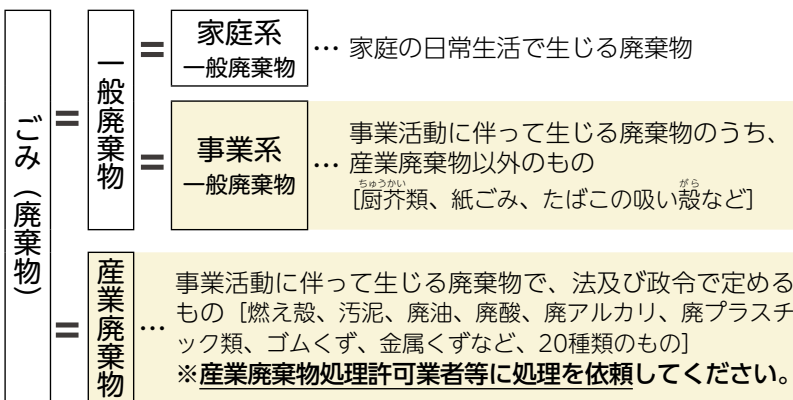 ごみ（廃棄物）
=
一般廃棄物
=
家庭系
一般廃棄物
… 家庭の日常生活で生じる廃棄物
=
事業系
一般廃棄物
… 事業活動に伴って生じる廃棄物のうち、
産業廃棄物以外のもの
ちゅうかい がら
［厨芥類、紙ごみ、たばこの吸い殻など］
=
産業廃棄物
… 事業活動に伴って生じる廃棄物で、法及び政令で定める
もの［燃え殻、汚泥、廃油、廃酸、廃アルカリ、廃プラスチ
ック類、ゴムくず、金属くずなど、20種類のもの］
※産業廃棄物処理許可業者等に処理を依頼してください。